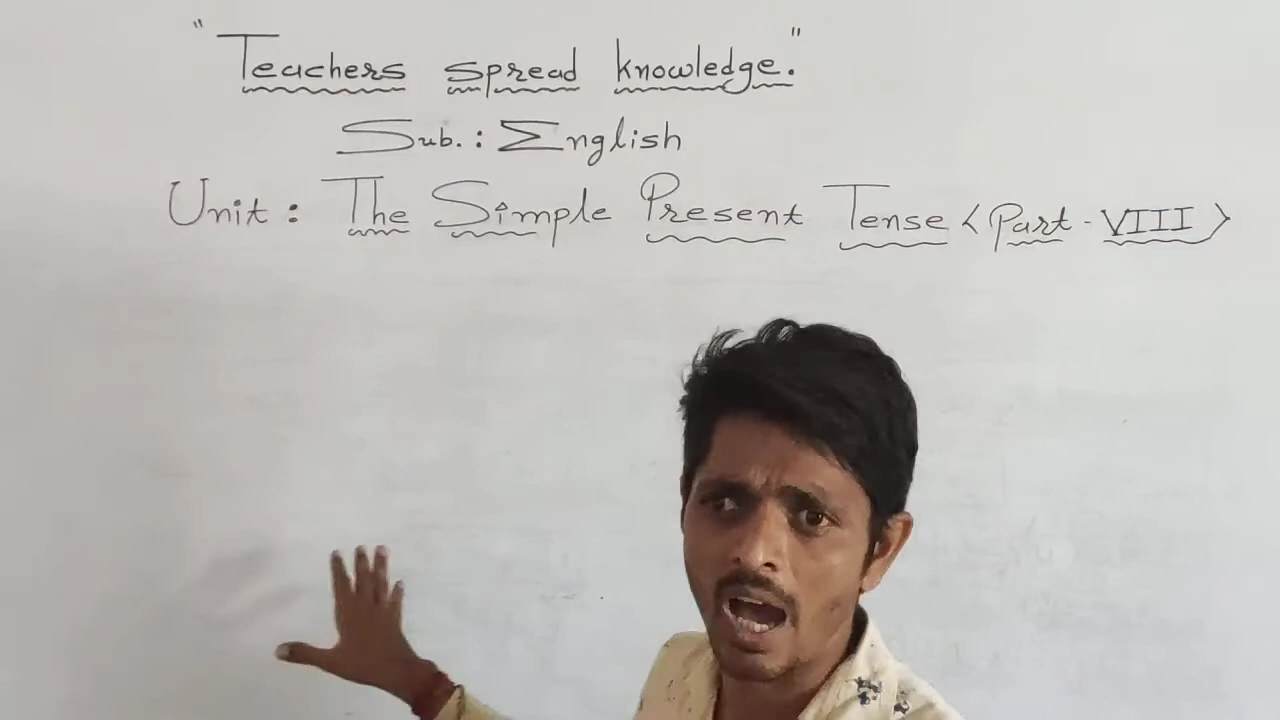 "Teachers spread knowledge."
Sub. : English
Unit : The Simple Present Tense <Part - VIII>